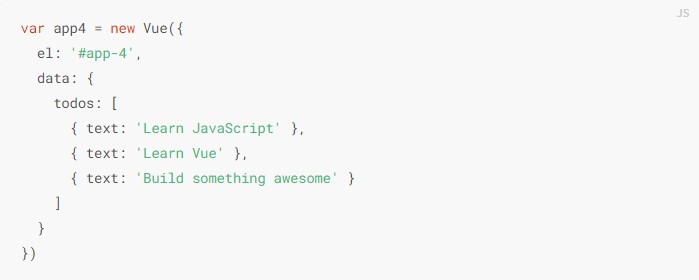 JS
var app4 = new Vue({
  el: '#app-4',
  data: {
    todos: [
      { text: 'Learn JavaScript' },
      { text: 'Learn Vue' },
      { text: 'Build something awesome' }
    ]
  }
})